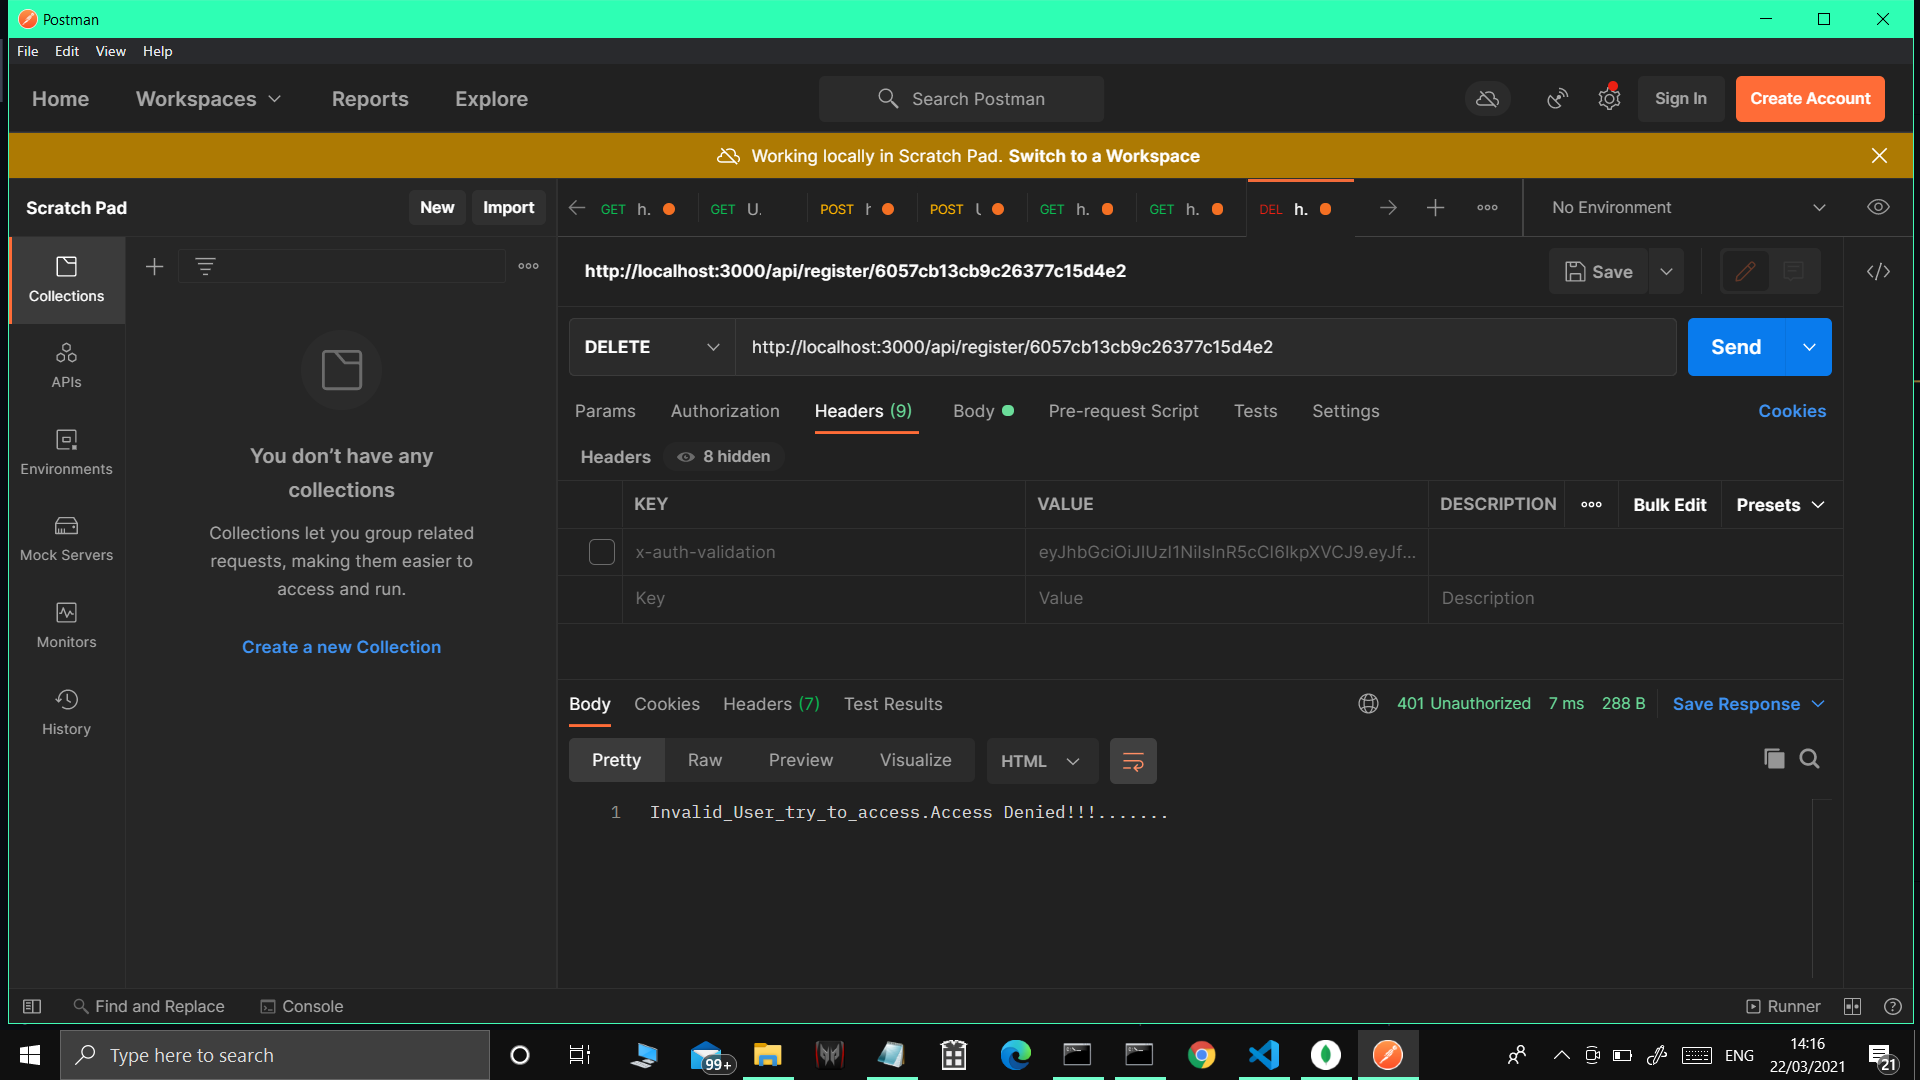 Postman
File Edit View Help
Home Workspaces Reports Explore
Search Postman
Sign In
Create Account
Working locally in Scratch Pad. Switch to a Workspace
Scratch Pad
New
Import
GET h.
GET U.
POST
POST
GET h.
GET h.
DEL h.
No Environment
Collections
APIs
Environments
Mock Servers
Monitors
History
You don't have any
collections
Collections let you group related
requests, making them easier to
access and run.
Create a new Collection
http://localhost:3000/api/register/6057cb13cb9c26377c15d4e2
Save
DELETE
http://localhost:3000/api/register/6057cb13cb9c26377c15d4e2
Send
Params Authorization Headers (9) Body Pre-request Script Tests Settings Cookies
Headers 8 hidden
KEY VALUE DESCRIPTION Bulk Edit Presets
x-auth-validation eyJhbGciOiJIUzI1NiIsInR5cCI6IkpXVCJ9.eyJf...
Key Value Description
Body Cookies Headers (7) Test Results
401 Unauthorized 7 ms 288 B Save Response
Pretty Raw Preview Visualize HTML
1 Invalid_User_try_to_access.Access Denied!!!.......
Find and Replace Console
Runner
Type here to search
99+
ENG
14:16
22/03/2021
21